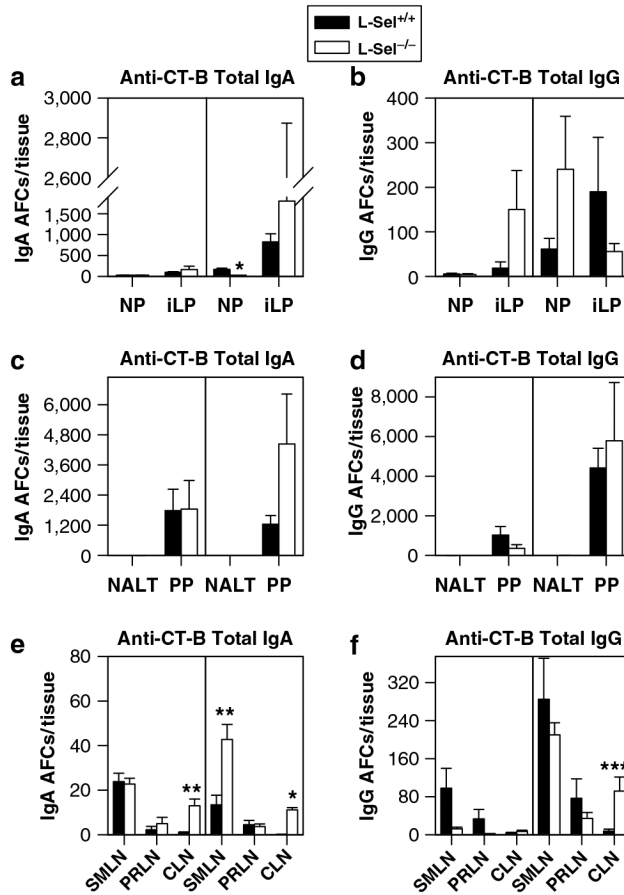 L-Sel+/+
L-Sel−/−
a
Anti-CT-B Total IgA
IgA AFCs/tissue
3,000
2,800
2,600
1,500
1,000
500
0
*
NP iLP NP iLP
b
Anti-CT-B Total IgG
IgG AFCs/tissue
400
300
200
100
0
NP iLP NP iLP
c
Anti-CT-B Total IgA
IgA AFCs/tissue
6,000
4,800
3,600
2,400
1,200
0
NALT PP NALT PP
d
Anti-CT-B Total IgG
IgG AFCs/tissue
8,000
6,000
4,000
2,000
0
NALT PP NALT PP
e
Anti-CT-B Total IgA
IgA AFCs/tissue
80
60
40
20
0
** ** *
SMLN PRLN CLN SMLN PRLN CLN
f
Anti-CT-B Total IgG
IgG AFCs/tissue
320
240
160
80
0
***
SMLN PRLN CLN SMLN PRLN CLN